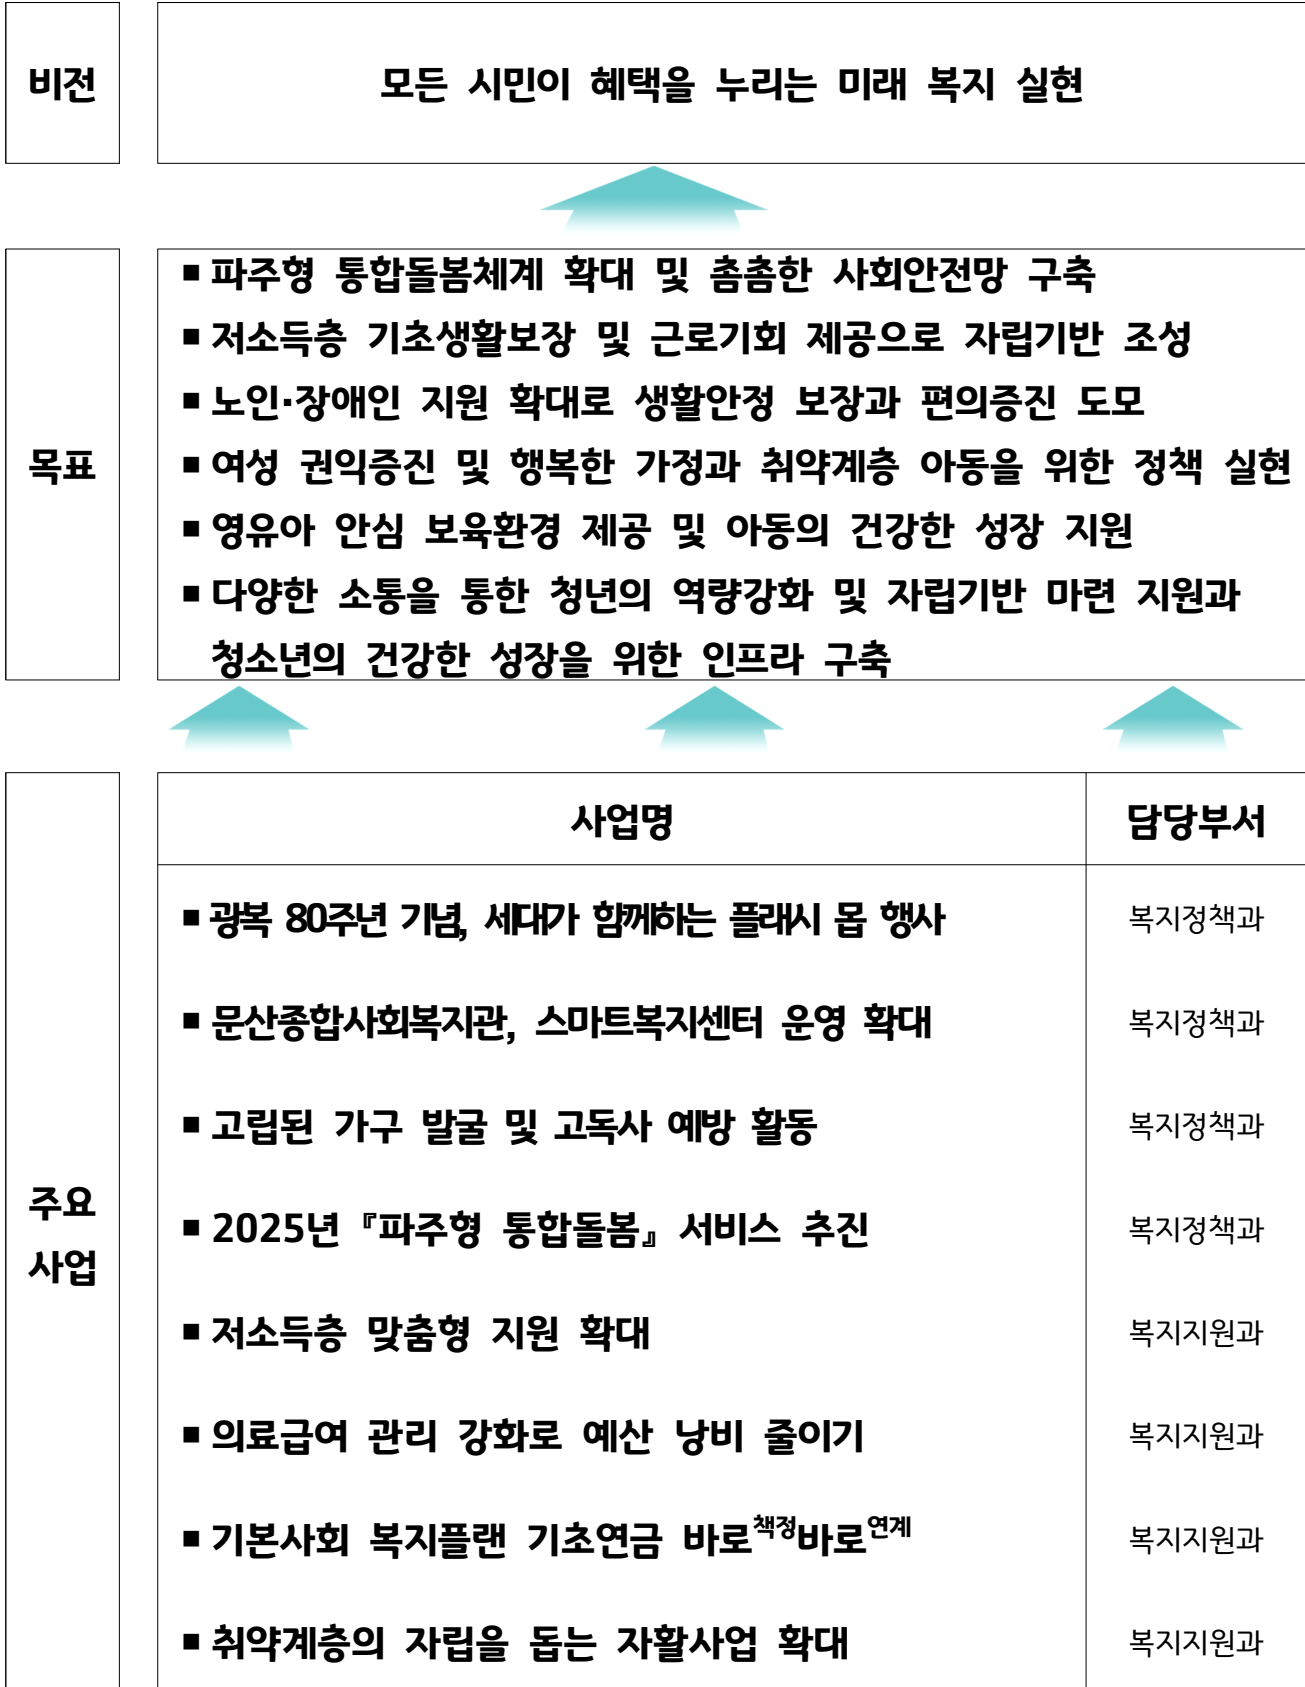 비전
모든 시민이 혜택을 누리는 미래 복지 실현
목표
▪ 파주형 통합돌봄체계 확대 및 촘촘한 사회안전망 구축
▪ 저소득층 기초생활보장 및 근로기회 제공으로 자립기반 조성
▪ 노인·장애인 지원 확대로 생활안정 보장과 편의증진 도모
▪ 여성 권익증진 및 행복한 가정과 취약계층 아동을 위한 정책 실현
▪ 영유아 안심 보육환경 제공 및 아동의 건강한 성장 지원
▪ 다양한 소통을 통한 청년의 역량강화 및 자립기반 마련 지원과
청소년의 건강한 성장을 위한 인프라 구축
주요
사업
사업명 담당부서
▪ 광복 80주년 기념, 세대가 함께하는 플래시 몹 행사 복지정책과
▪ 문산종합사회복지관, 스마트복지센터 운영 확대 복지정책과
▪ 고립된 가구 발굴 및 고독사 예방 활동 복지정책과
▪ 2025년 『파주형 통합돌봄』 서비스 추진 복지정책과
▪ 저소득층 맞춤형 지원 확대 복지지원과
▪ 의료급여 관리 강화로 예산 낭비 줄이기 복지지원과
▪ 기본사회 복지플랜 기초연금 바로책정바로연계 복지지원과
▪ 취약계층의 자립을 돕는 자활사업 확대 복지지원과